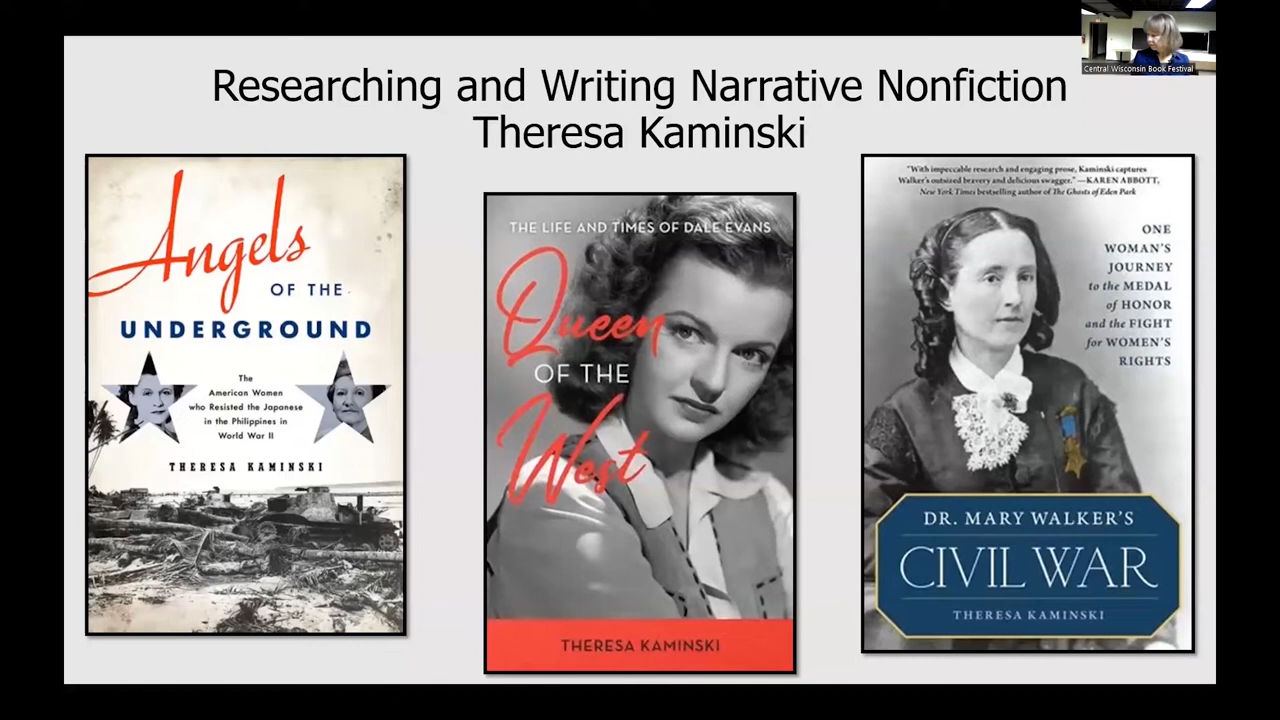 Central Wisconsin Book Festival
Researching and Writing Narrative Nonfiction
Theresa Kaminski
Angels
OF THE
UNDERGROUND
The
American Women
who Resisted the Japanese
in the Philippines in
World War II
THERESA KAMINSKI
THE LIFE AND TIMES OF DALE EVANS
Queen
OF THE
West
THERESA KAMINSKI
"With impeccable research and engaging prose, Kaminski captures
Walker's outsized bravery and delicious swagger." —KAREN ABBOTT,
New York Times bestselling author of The Ghosts of Eden Park
ONE
WOMAN'S
JOURNEY
to the MEDAL
of HONOR
and the FIGHT
for WOMEN'S
RIGHTS
DR. MARY WALKER'S
CIVIL WAR
THERESA KAMINSKI